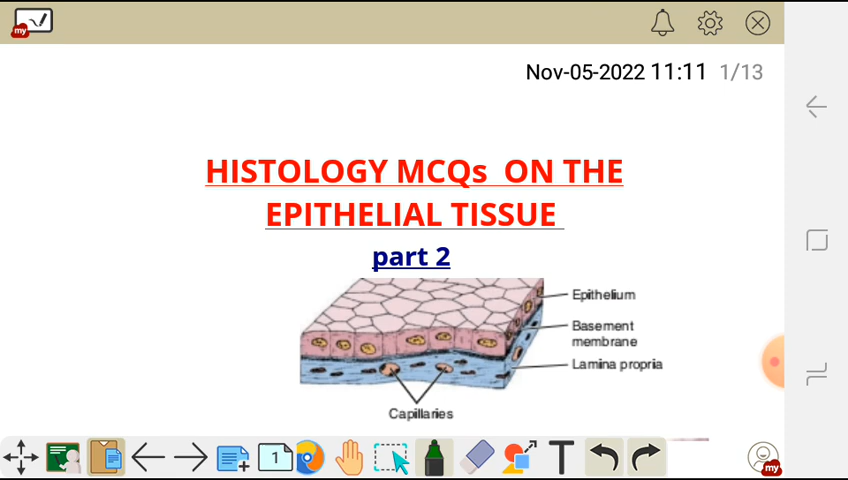 my
Nov-05-2022 11:11 1/13
HISTOLOGY MCQs ON THE
EPITHELIAL TISSUE
part 2
Epithelium
Basement
membrane
Lamina propria
Capillaries
1
T
my